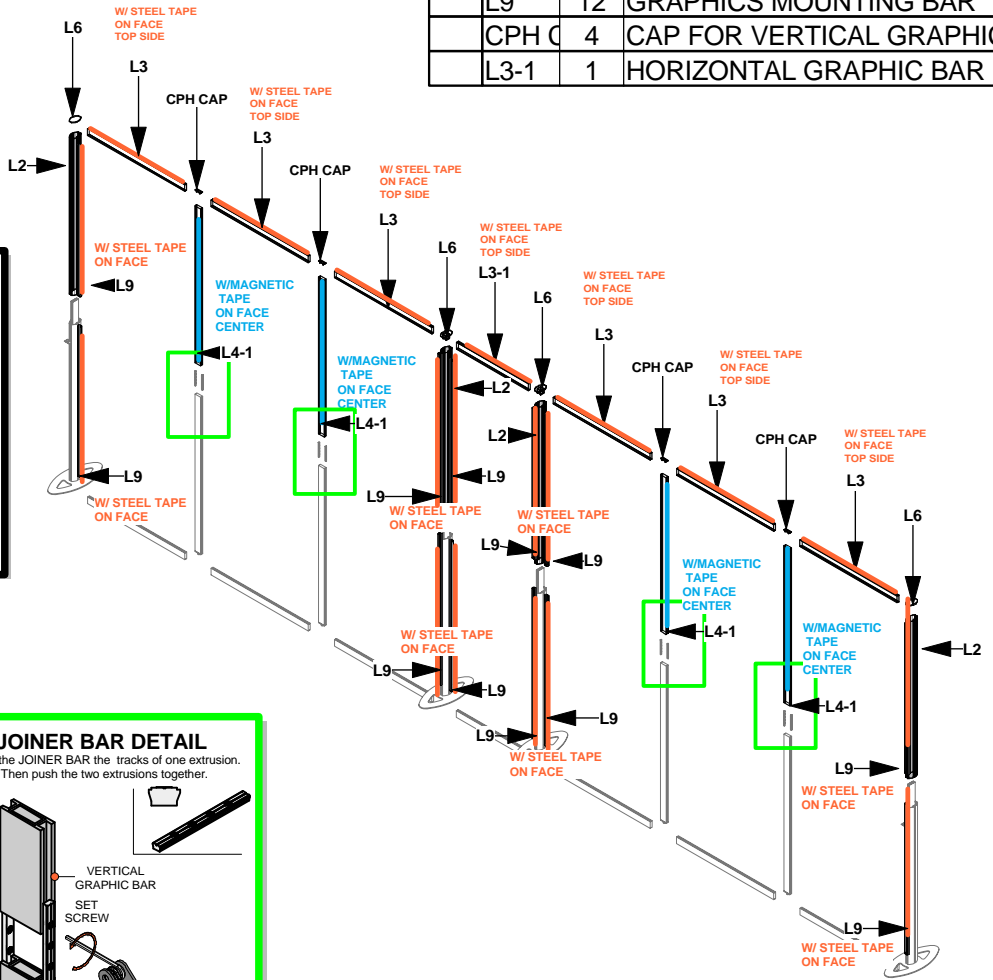 L9 12 GRAPHICS MOUNTING BAR
CPH 4 CAP FOR VERTICAL
L3-1 1 HORIZONTAL GRAPHIC BAR
W/ STEEL TAPE
ON FACE
TOP SIDE
L6
L3
CPH CAP
W/ STEEL TAPE
ON FACE
TOP SIDE
L3
L2
CPH CAP
W/ STEEL TAPE
ON FACE
TOP SIDE
L3
L6
W/ STEEL TAPE
ON FACE
TOP SIDE
L3-1
L6
W/ STEEL TAPE
ON FACE
TOP SIDE
L3
W/ STEEL TAPE
ON FACE
L9
W/MAGNETIC
TAPE
ON FACE
CENTER
L4-1
W/MAGNETIC
TAPE
ON FACE
CENTER
L4-1
CPH CAP
W/ STEEL TAPE
ON FACE
TOP SIDE
L3
CPH CAP
W/ STEEL TAPE
ON FACE
TOP SIDE
L3
L6
L2
L2
L9
W/ STEEL TAPE
ON FACE
L9
L9
W/ STEEL TAPE
ON FACE
W/ STEEL TAPE
ON FACE
L9
L9
W/MAGNETIC
TAPE
ON FACE
CENTER
L4-1
W/MAGNETIC
TAPE
ON FACE
CENTER
L4-1
L2
W/ STEEL TAPE
ON FACE
L9
L9
L9
L9
W/ STEEL TAPE
ON FACE
L9
W/ STEEL TAPE
ON FACE
L9
W/ STEEL TAPE
ON FACE
JOINER BAR DETAIL
the JOINER BAR the tracks of one extrusion.
Then push the two extrusions together.
VERTICAL
GRAPHIC BAR
SET
SCREW